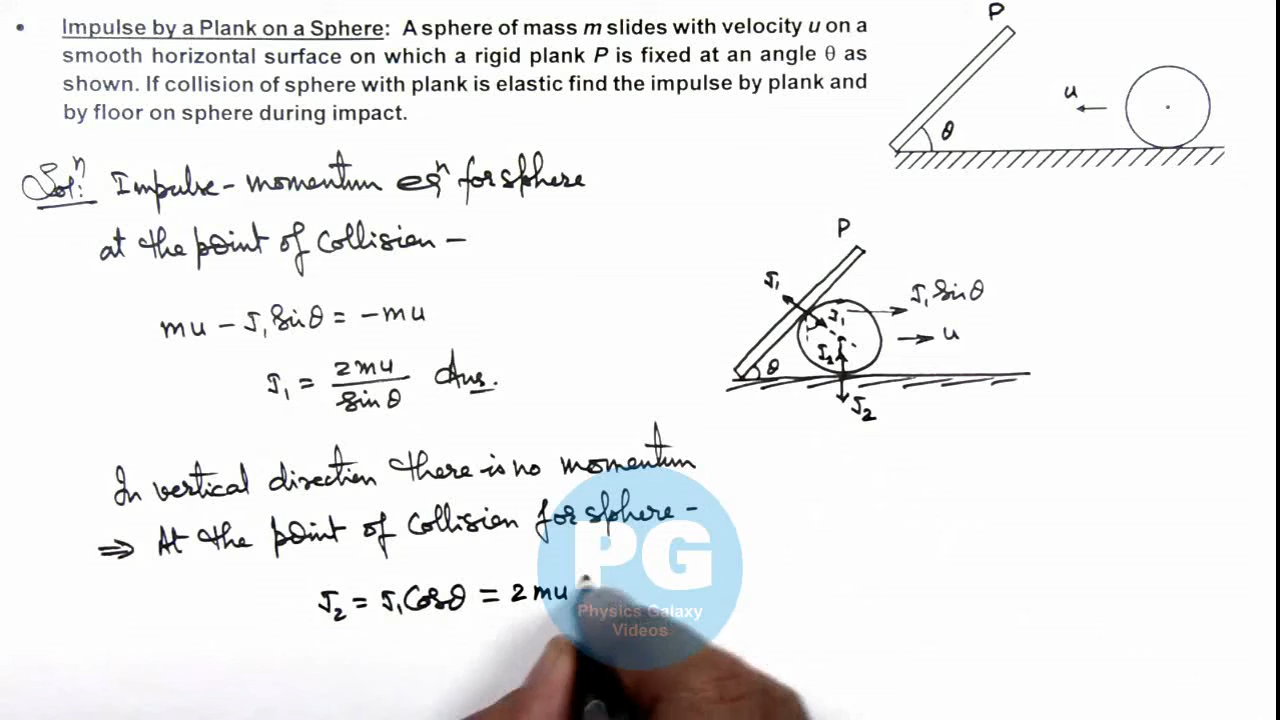 • Impulse by a Plank on a Sphere: A sphere of mass m slides with velocity u on a
smooth horizontal surface on which a rigid plank P is fixed at an angle θ as
shown. If collision of sphere with plank is elastic find the impulse by plank and
by floor on sphere during impact.
P
u
θ
Solⁿ: Impulse-momentum eqⁿ for sphere
at the point of collision -
mu - J₁ sinθ = -mu
J₁ = 2mu / sinθ Ans.
P
J₁
J₁ sinθ
J₁
u
J₂
θ
J₂
In vertical direction there is no momentum
⇒ At the point of collision for sphere -
J₂ = J₁ cosθ = 2mu
PG
Physics Galaxy
Videos